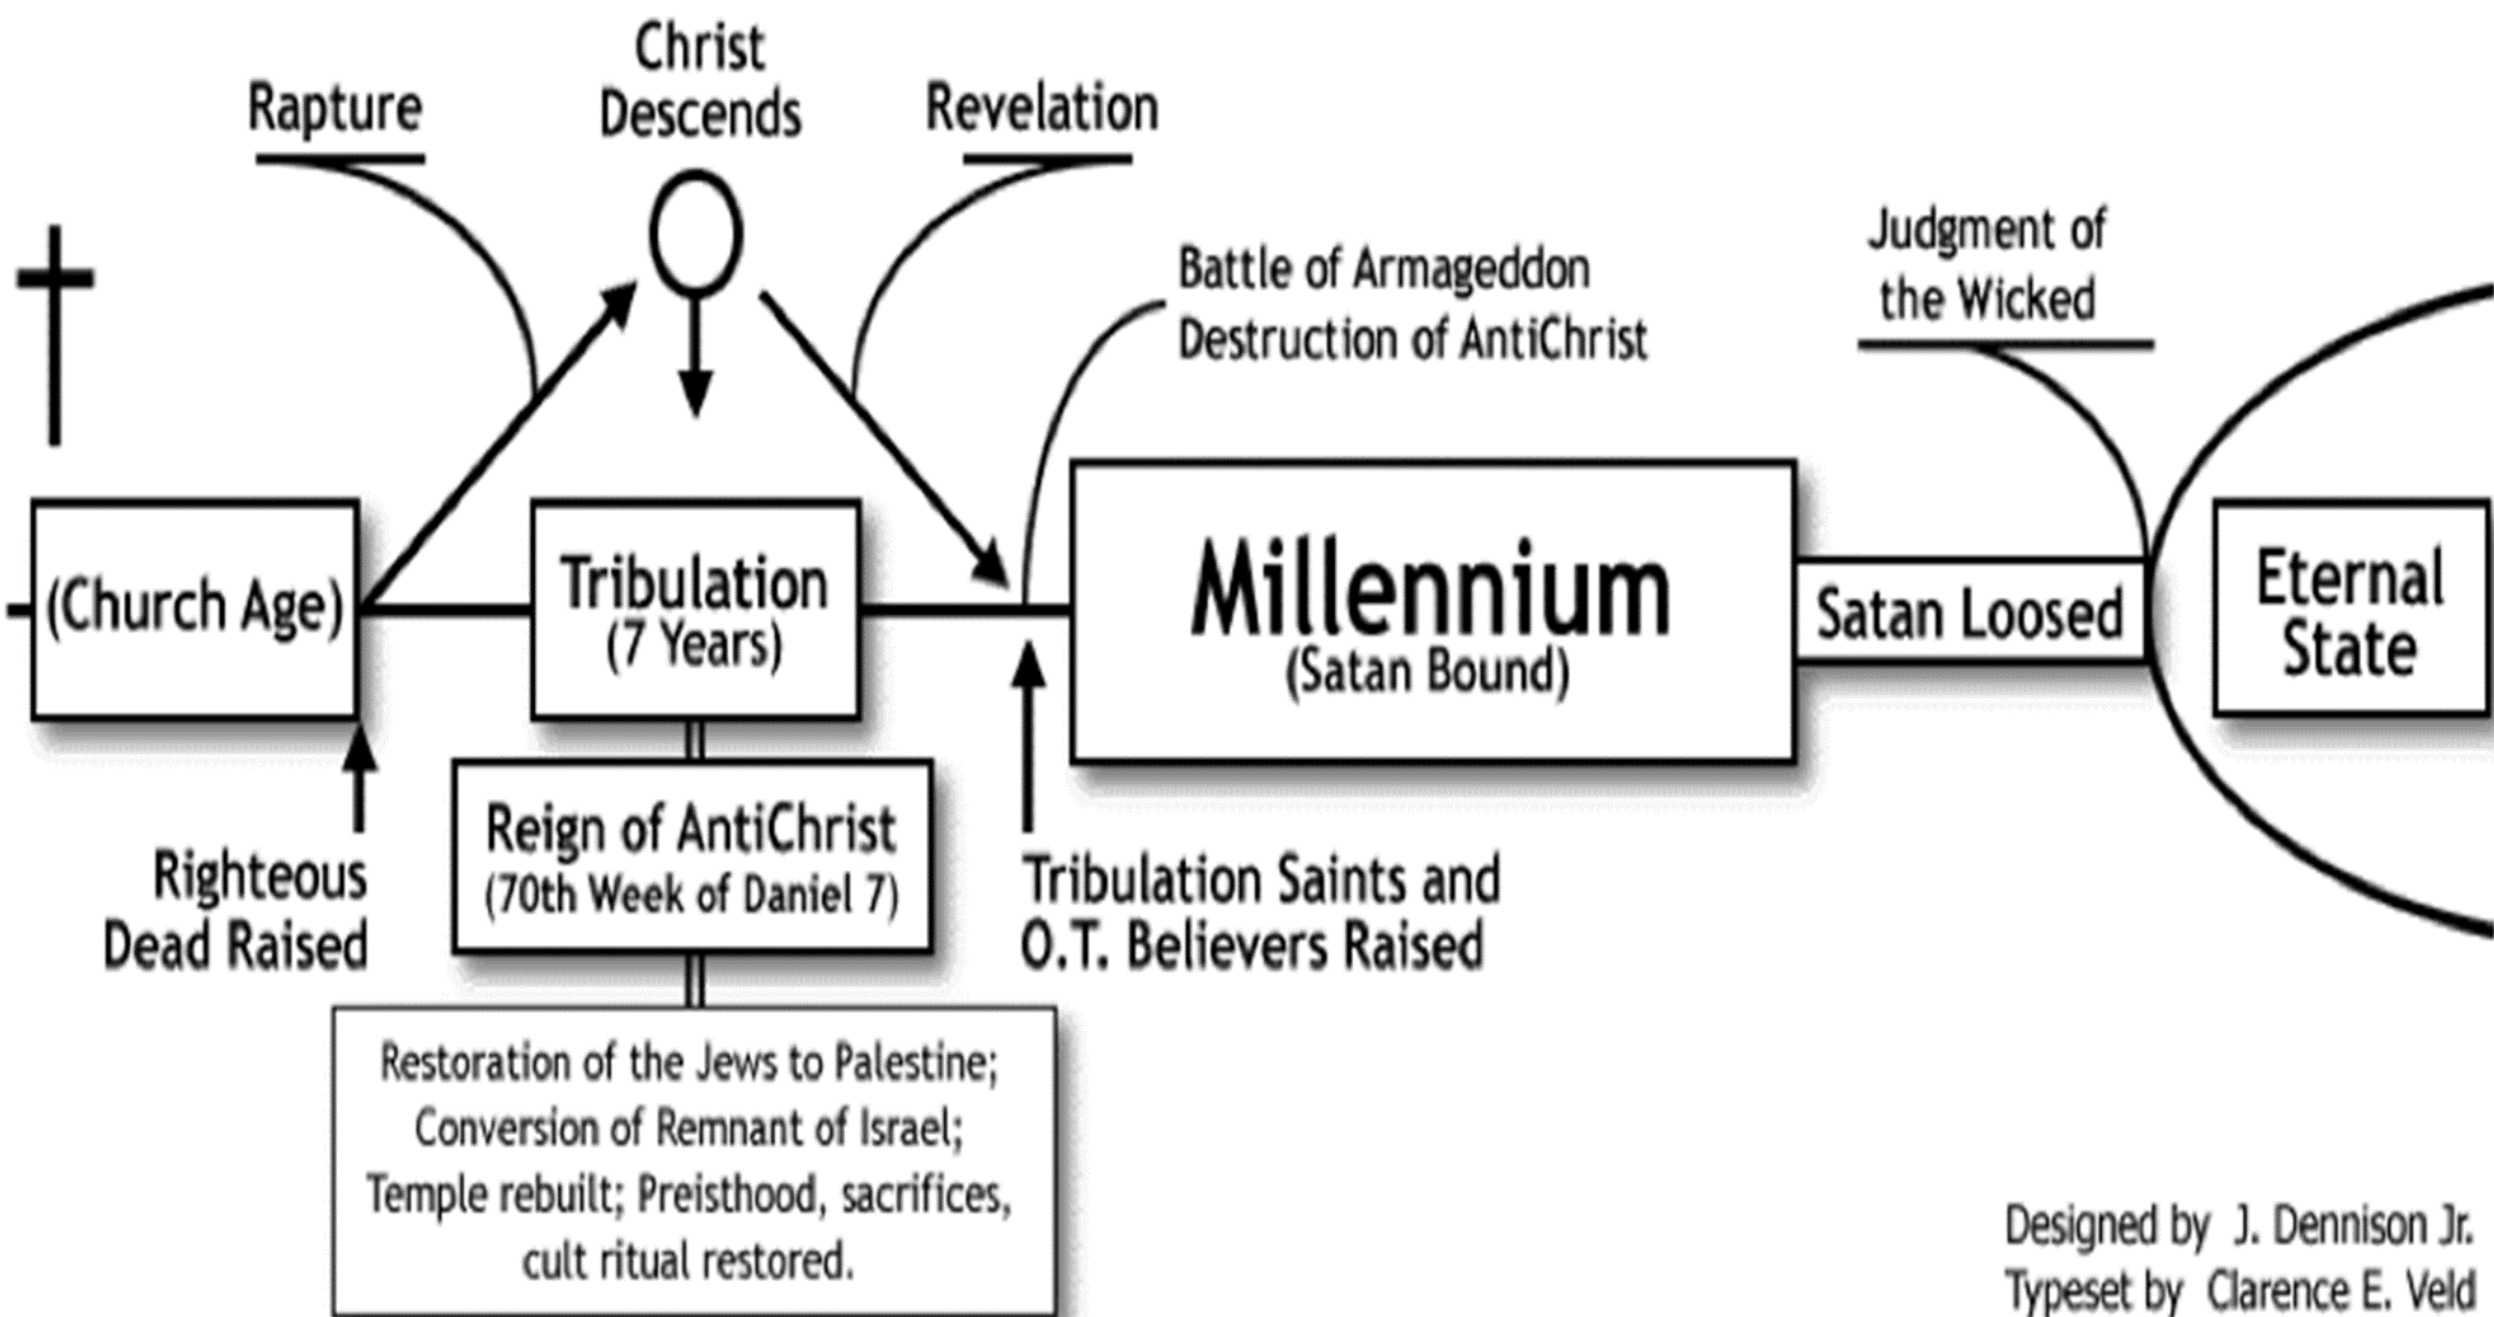 Christ
Descends
Rapture
Revelation
Battle of Armageddon
Destruction of AntiChrist
Judgment of
the Wicked
(Church Age)
Tribulation
(7 Years)
Millennium
(Satan Bound)
Satan Loosed
Eternal
State
Reign of AntiChrist
(70th Week of Daniel 7)
Righteous
Dead Raised
Tribulation Saints and
O.T. Believers Raised
Restoration of the Jews to Palestine;
Conversion of Remnant of Israel;
Temple rebuilt; Preisthood, sacrifices,
cult ritual restored.
Designed by J. Dennison Jr.
Typeset by Clarence E. Veld